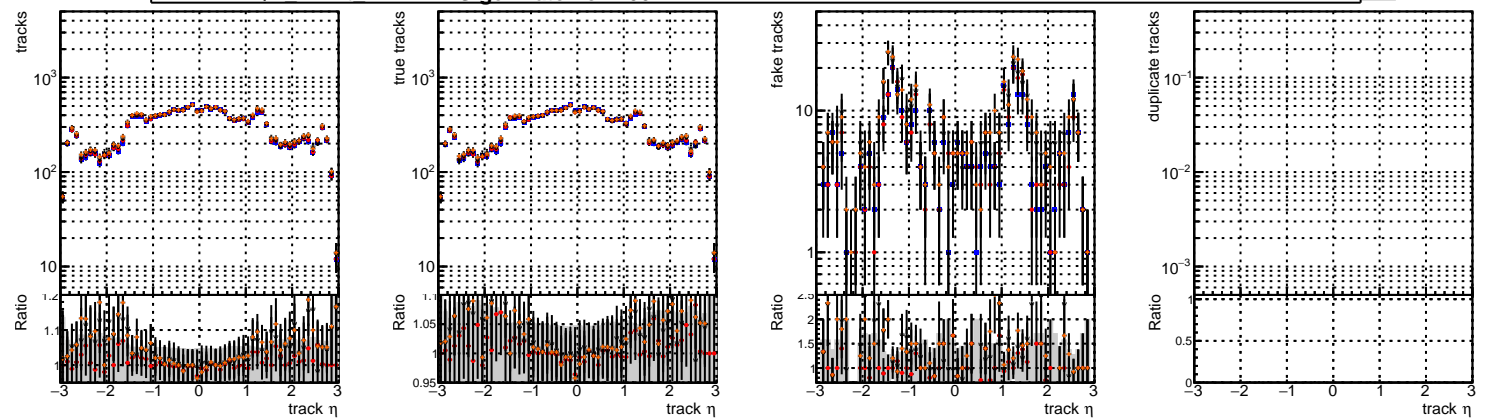 tracks
10³
10²
10
Ratio
1.2
1.1
−3 −2 −1 0 1 2 3
track η
true tracks
10³
10²
10
Ratio
1.1
1.05
1
0.95
−3 −2 −1 0 1 2 3
track η
fake tracks
10
1
Ratio
2.5
2
1.5
1
−3 −2 −1 0 1 2 3
track η
duplicate tracks
10⁻¹
10⁻²
10⁻³
Ratio
1
0.5
0
−3 −2 −1 0 1 2 3
track η